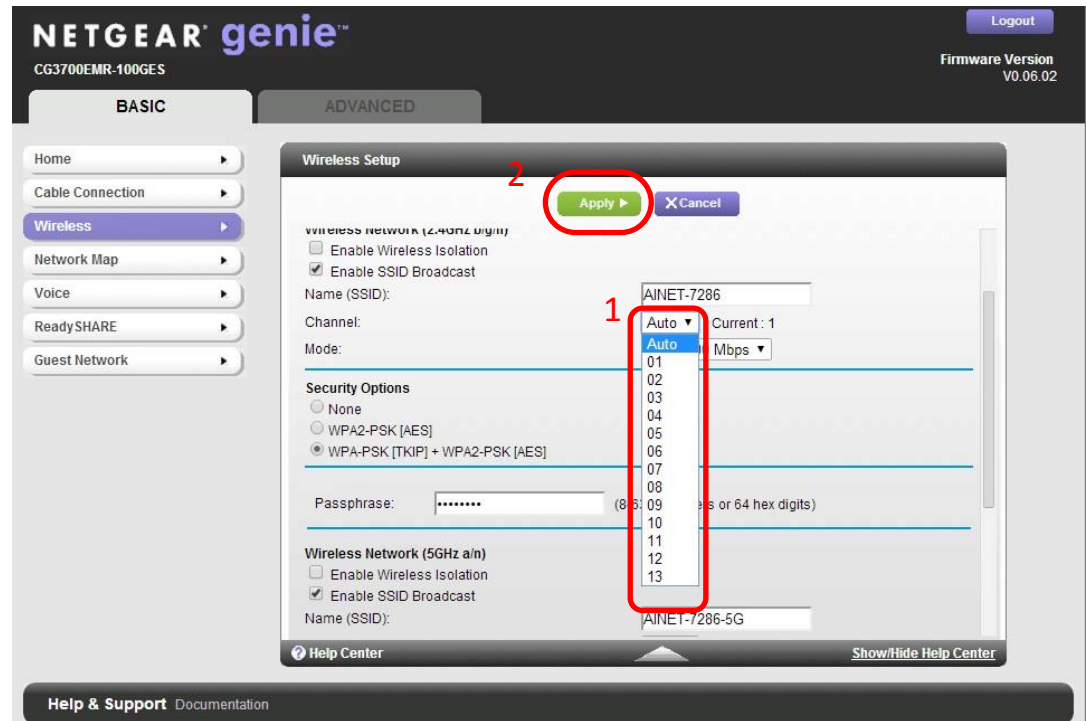 NETGEAR® genie™
Logout
CG3700EMR-100GES
Firmware Version
V0.06.02
BASIC
ADVANCED
Home
Cable Connection
Wireless
Network Map
Voice
ReadySHARE
Guest Network
Wireless Setup
2
Apply
X Cancel
Wireless Network (2.4GHz b/g/n)
Enable Wireless Isolation
Enable SSID Broadcast
Name (SSID): AINET-7286
1
Channel: Auto Current : 1
Mode: Mbps
Auto
01
02
03
04
05
06
07
08
09
10
11
12
13
Security Options
None
WPA2-PSK [AES]
WPA-PSK [TKIP] + WPA2-PSK [AES]
Passphrase: •••••••• or 64 hex digits)
Wireless Network (5GHz a/n)
Enable Wireless Isolation
Enable SSID Broadcast
Name (SSID): AINET-7286-5G
? Help Center
Show/Hide Help Center
Help & Support Documentation